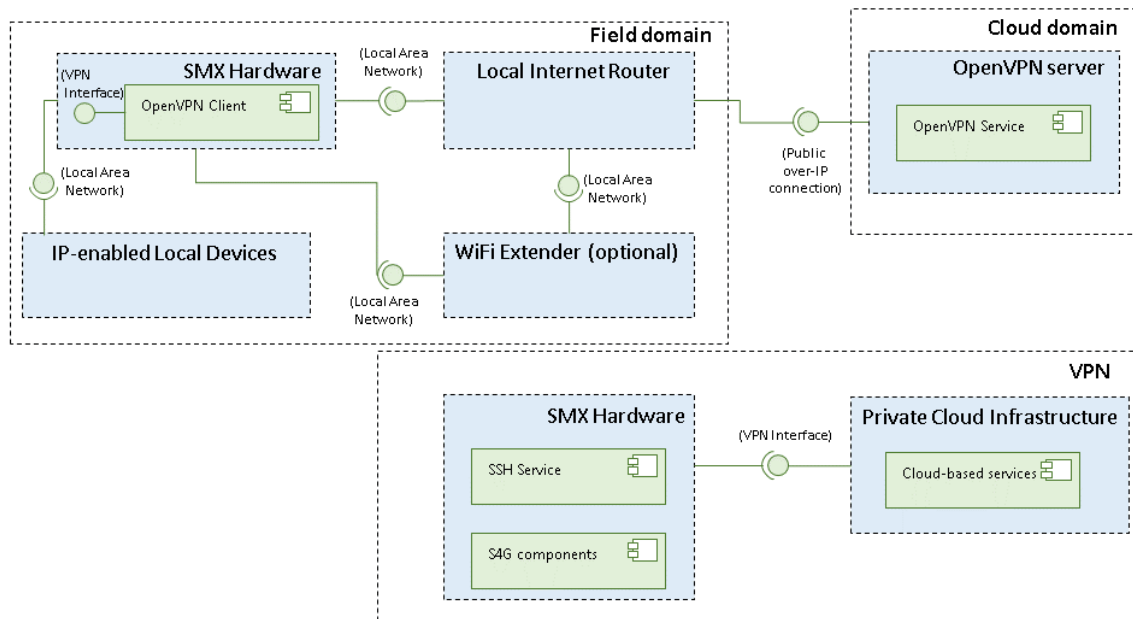 Field domain
SMX Hardware
(VPN
Interface)
OpenVPN Client
(Local Area
Network)
Local Internet Router
(Local Area
Network)
(Local Area
Network)
IP-enabled Local Devices
WiFi Extender (optional)
(Local Area
Network)
Cloud domain
OpenVPN server
OpenVPN Service
(Public
over-IP
connection)
VPN
SMX Hardware
SSH Service
S4G components
(VPN Interface)
Private Cloud Infrastructure
Cloud-based services